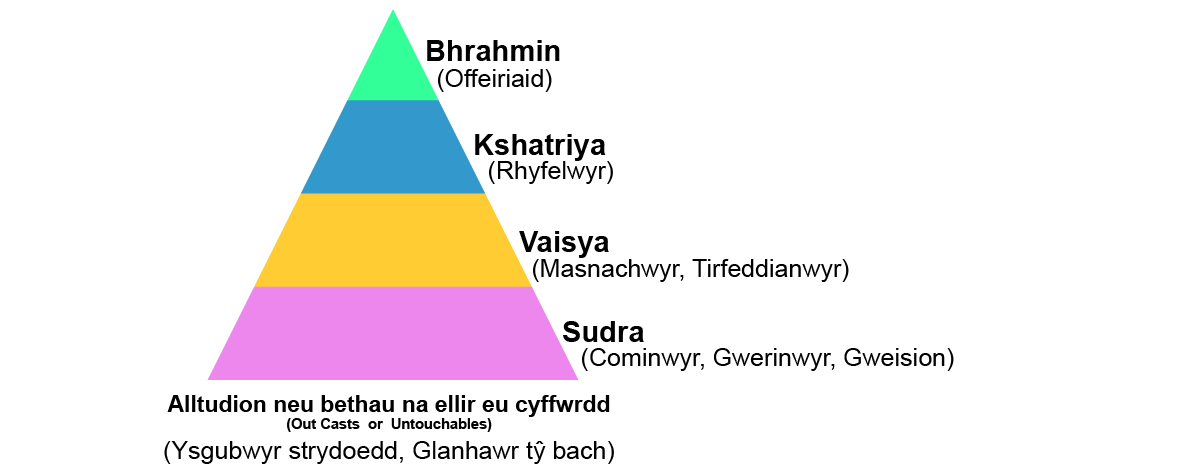 Bhrahmin
(Offeiriaid)
Kshatriya
(Rhyfelwyr)
Vaisya
(Masnachwyr, Tirfeddianwyr)
Sudra
(Cominwyr, Gwerinwyr, Gweision)
Alltudion neu bethau na ellir eu cyffwrdd
(Out Casts or Untouchables)
(Ysgubwyr strydoedd, Glanhawr tŷ bach)